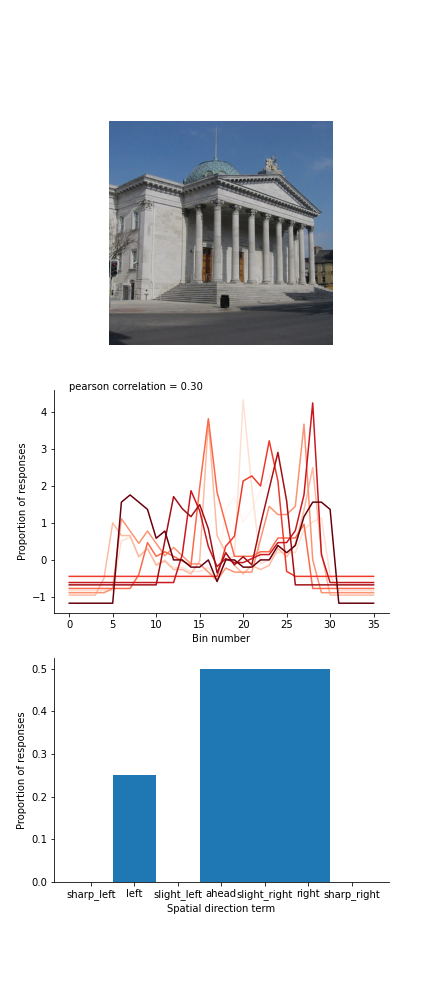 pearson correlation = 0.30
4
3
2
1
0
−1
Proportion of responses
0 5 10 15 20 25 30 35
Bin number
0.5
0.4
0.3
0.2
0.1
0.0
Proportion of responses
sharp_left left slight_left ahead slight_right right sharp_right
Spatial direction term